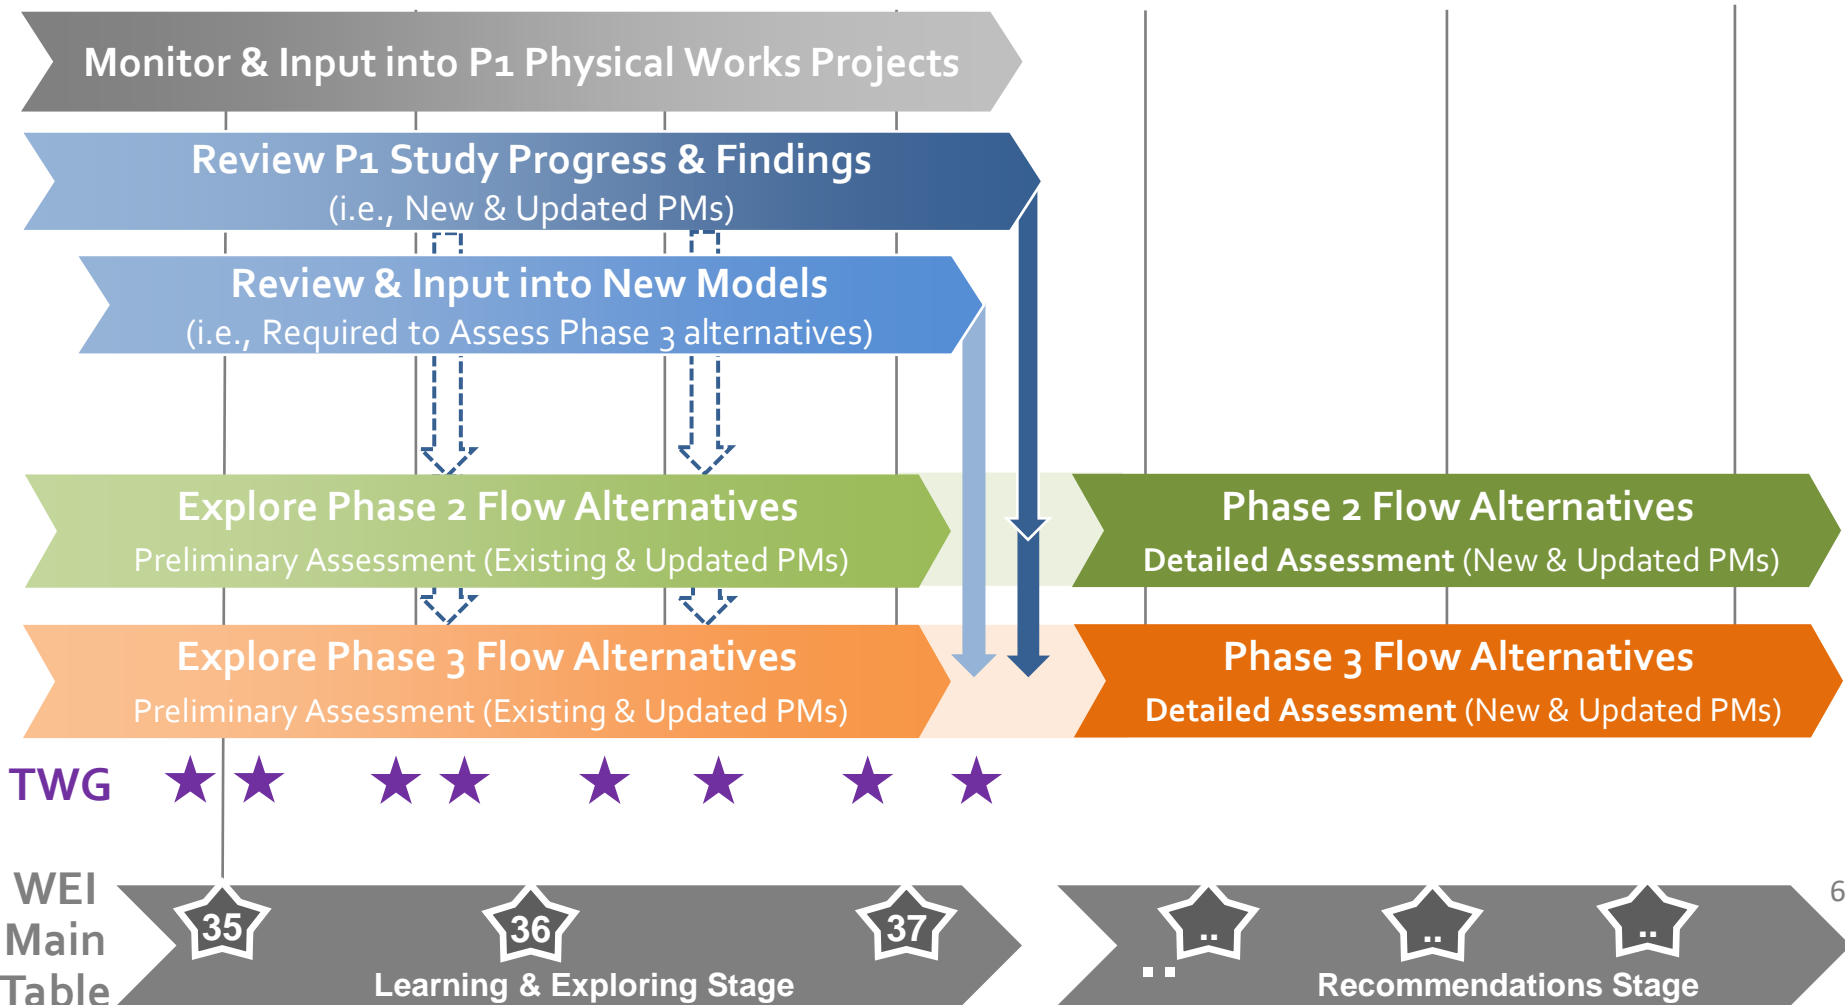 Monitor & Input into P1 Physical Works Projects
Review P1 Study Progress & Findings
(i.e., New & Updated PMs)
Review & Input into New Models
(i.e., Required to Assess Phase 3 alternatives)
Explore Phase 2 Flow Alternatives
Preliminary Assessment (Existing & Updated PMs)
Phase 2 Flow Alternatives
Detailed Assessment (New & Updated PMs)
Explore Phase 3 Flow Alternatives
Preliminary Assessment (Existing & Updated PMs)
Phase 3 Flow Alternatives
Detailed Assessment (New & Updated PMs)
TWG
WEI
Main
Table
35
36
37
Learning & Exploring Stage
..
..
..
..
Recommendations Stage
6